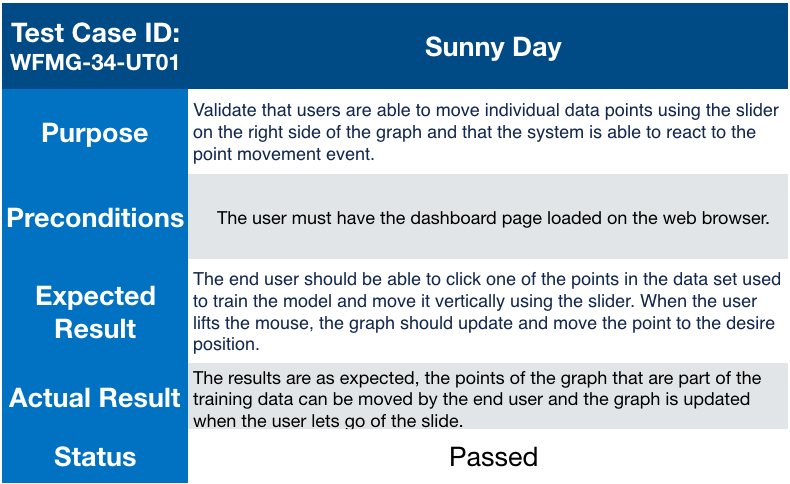 Test Case ID:
WFMG-34-UT01
Sunny Day
Purpose
Validate that users are able to move individual data points using the slider
on the right side of the graph and that the system is able to react to the
point movement event.
Preconditions
The user must have the dashboard page loaded on the web browser.
Expected
Result
The end user should be able to click one of the points in the data set used
to train the model and move it vertically using the slider. When the user
lifts the mouse, the graph should update and move the point to the desire
position.
Actual Result
The results are as expected, the points of the graph that are part of the
training data can be moved by the end user and the graph is updated
when the user lets go of the slide.
Status
Passed